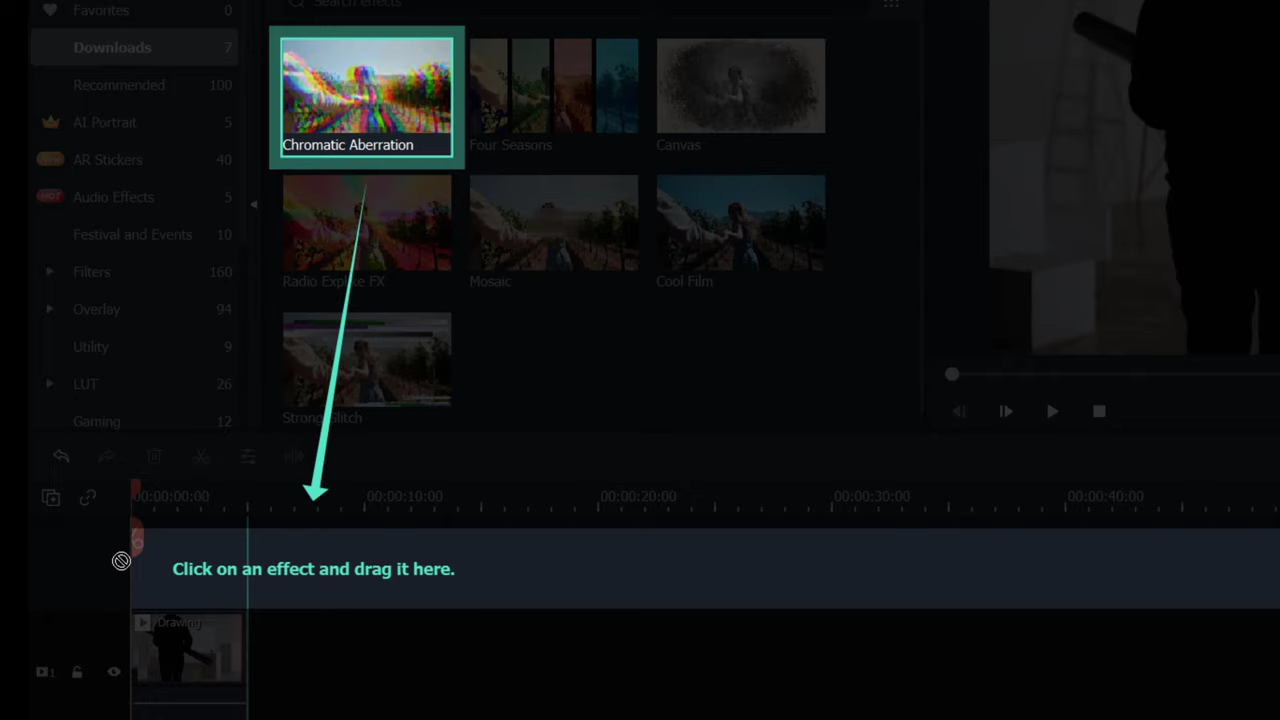 Favorites 0
Search effects
Downloads 7
Recommended 100
AI Portrait 5
AR Stickers 40
HOT Audio Effects 5
Festival and Events 10
Filters 160
Overlay 94
Utility 9
LUT 26
Gaming 12
Chromatic Aberration
Four Seasons
Canvas
Mosaic
Cool Film
Strong Glitch
00:00:00:00
00:00:10:00
00:00:20:00
00:00:30:00
00:00:40:00
Click on an effect and drag it here.
Drawing
1